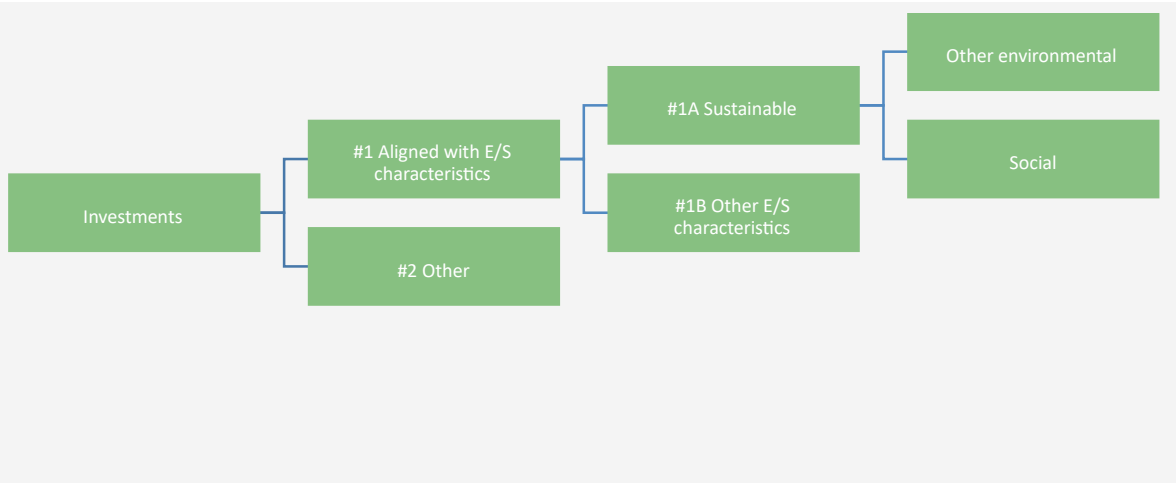 Investments
#1 Aligned with E/S
characteristics
#2 Other
#1A Sustainable
#1B Other E/S
characteristics
Other environmental
Social